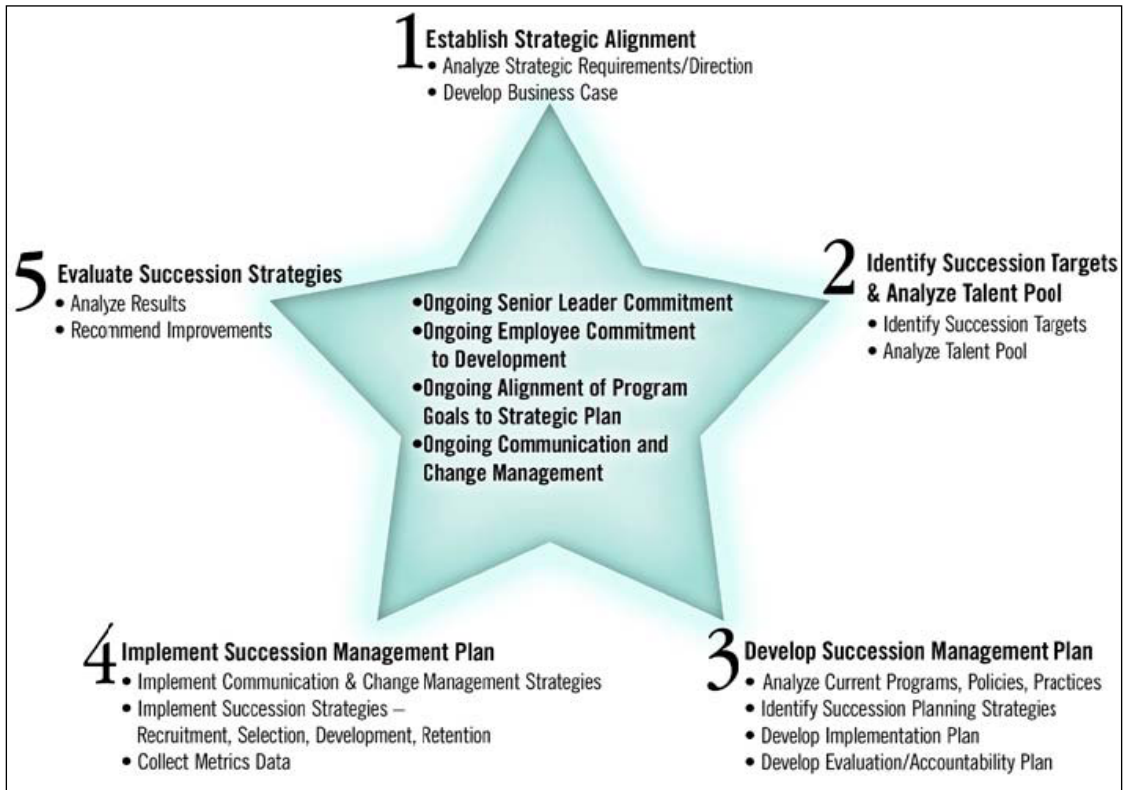 1 Establish Strategic Alignment
• Analyze Strategic Requirements/Direction
• Develop Business Case
2 Identify Succession Targets
& Analyze Talent Pool
• Identify Succession Targets
• Analyze Talent Pool
3 Develop Succession Management Plan
• Analyze Current Programs, Policies, Practices
• Identify Succession Planning Strategies
• Develop Implementation Plan
• Develop Evaluation/Accountability Plan
4 Implement Succession Management Plan
• Implement Communication & Change Management Strategies
• Implement Succession Strategies –
Recruitment, Selection, Development, Retention
• Collect Metrics Data
5 Evaluate Succession Strategies
• Analyze Results
• Recommend Improvements
•Ongoing Senior Leader Commitment
•Ongoing Employee Commitment
to Development
•Ongoing Alignment of Program
Goals to Strategic Plan
•Ongoing Communication and
Change Management